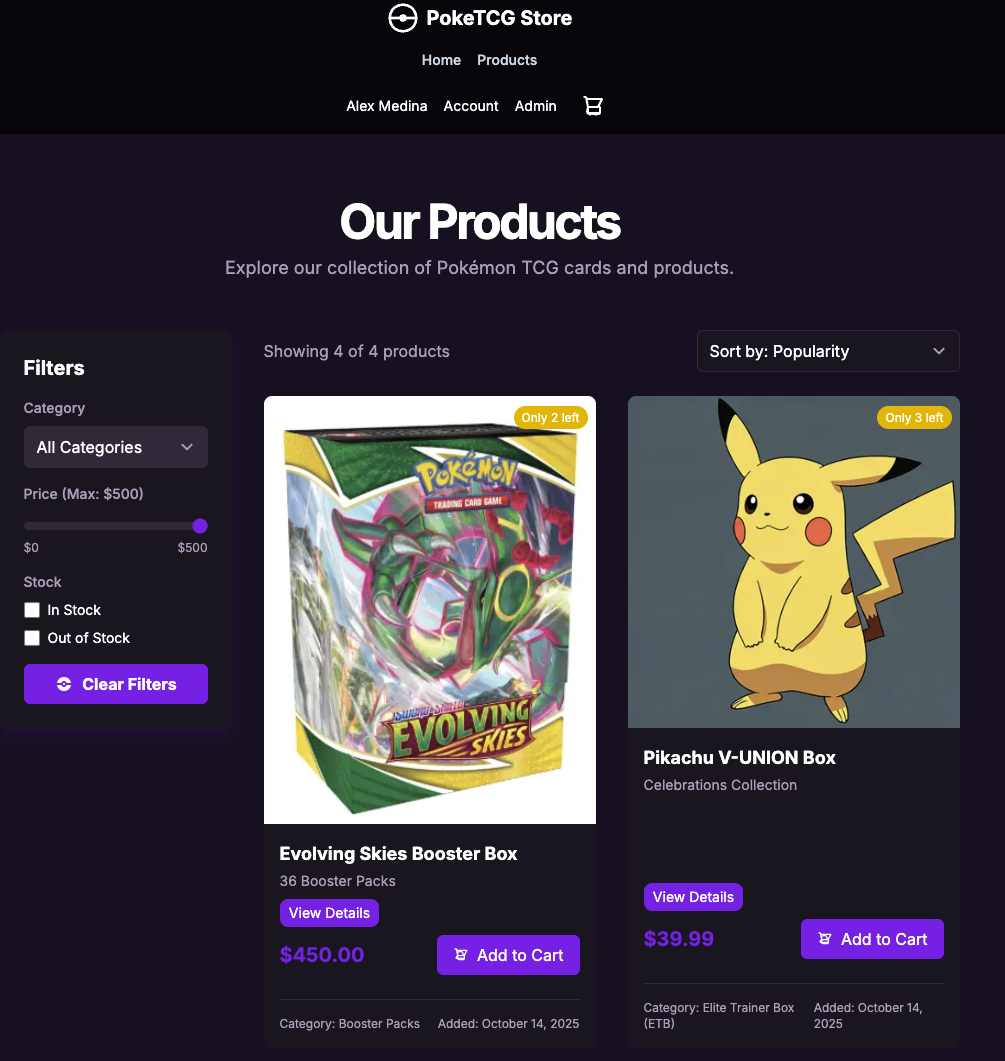 PokeTCG Store
Home Products
Alex Medina Account Admin
Our Products
Explore our collection of Pokémon TCG cards and products.
Filters
Category
All Categories
Price (Max: $500)
$0 $500
Stock
In Stock
Out of Stock
Clear Filters
Showing 4 of 4 products
Sort by: Popularity
Only 2 left
POKéMON
TRADING CARD GAME
SWORD & SHIELD
EVOLVING
SKIES
Evolving Skies Booster Box
36 Booster Packs
View Details
$450.00
Add to Cart
Category: Booster Packs Added: October 14, 2025
Only 3 left
Pikachu V-UNION Box
Celebrations Collection
View Details
$39.99
Add to Cart
Category: Elite Trainer Box
(ETB)
Added: October 14,
2025